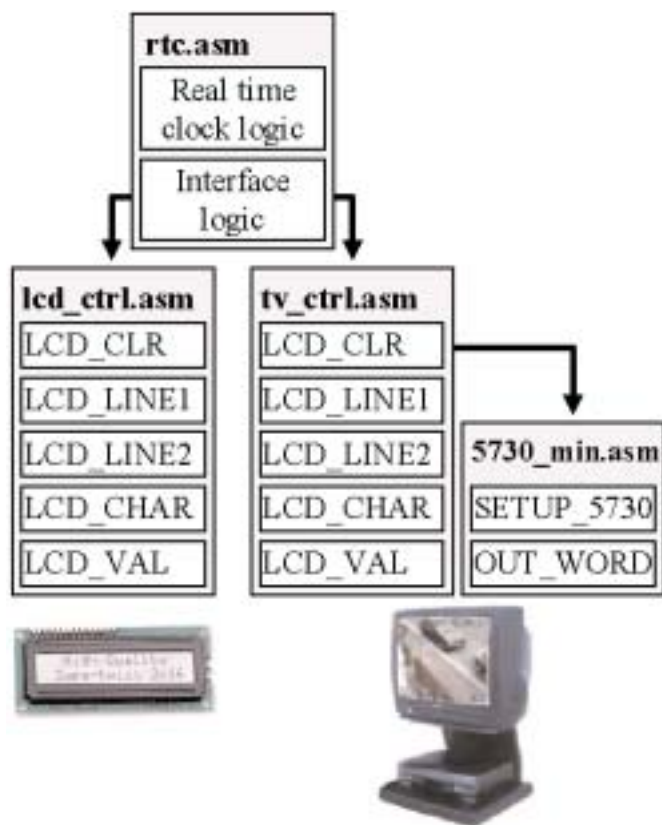 rtc.asm
Real time
clock logic
Interface
logic
lcd_ctrl.asm
LCD_CLR
LCD_LINE1
LCD_LINE2
LCD_CHAR
LCD_VAL
tv_ctrl.asm
LCD_CLR
LCD_LINE1
LCD_LINE2
LCD_CHAR
LCD_VAL
5730_min.asm
SETUP_5730
OUT_WORD